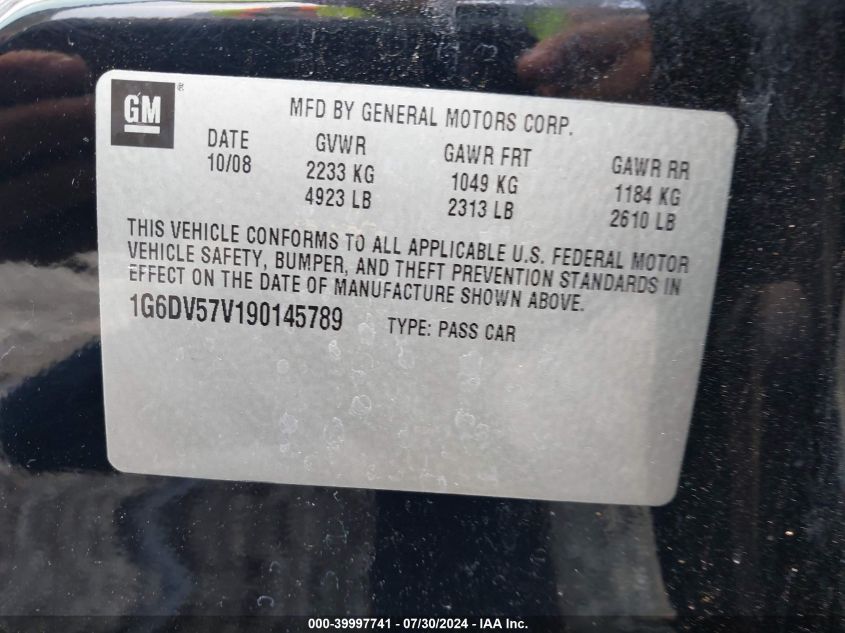 GM®
MFD BY GENERAL MOTORS CORP.
DATE GVWR GAWR FRT GAWR RR
10/08 2233 KG 1049 KG 1184 KG
4923 LB 2313 LB 2610 LB
THIS VEHICLE CONFORMS TO ALL APPLICABLE U.S. FEDERAL MOTOR
VEHICLE SAFETY, BUMPER, AND THEFT PREVENTION STANDARDS IN
EFFECT ON THE DATE OF MANUFACTURE SHOWN ABOVE.
1G6DV57V190145789 TYPE: PASS CAR
000-39997741 - 07/30/2024 - IAA Inc.